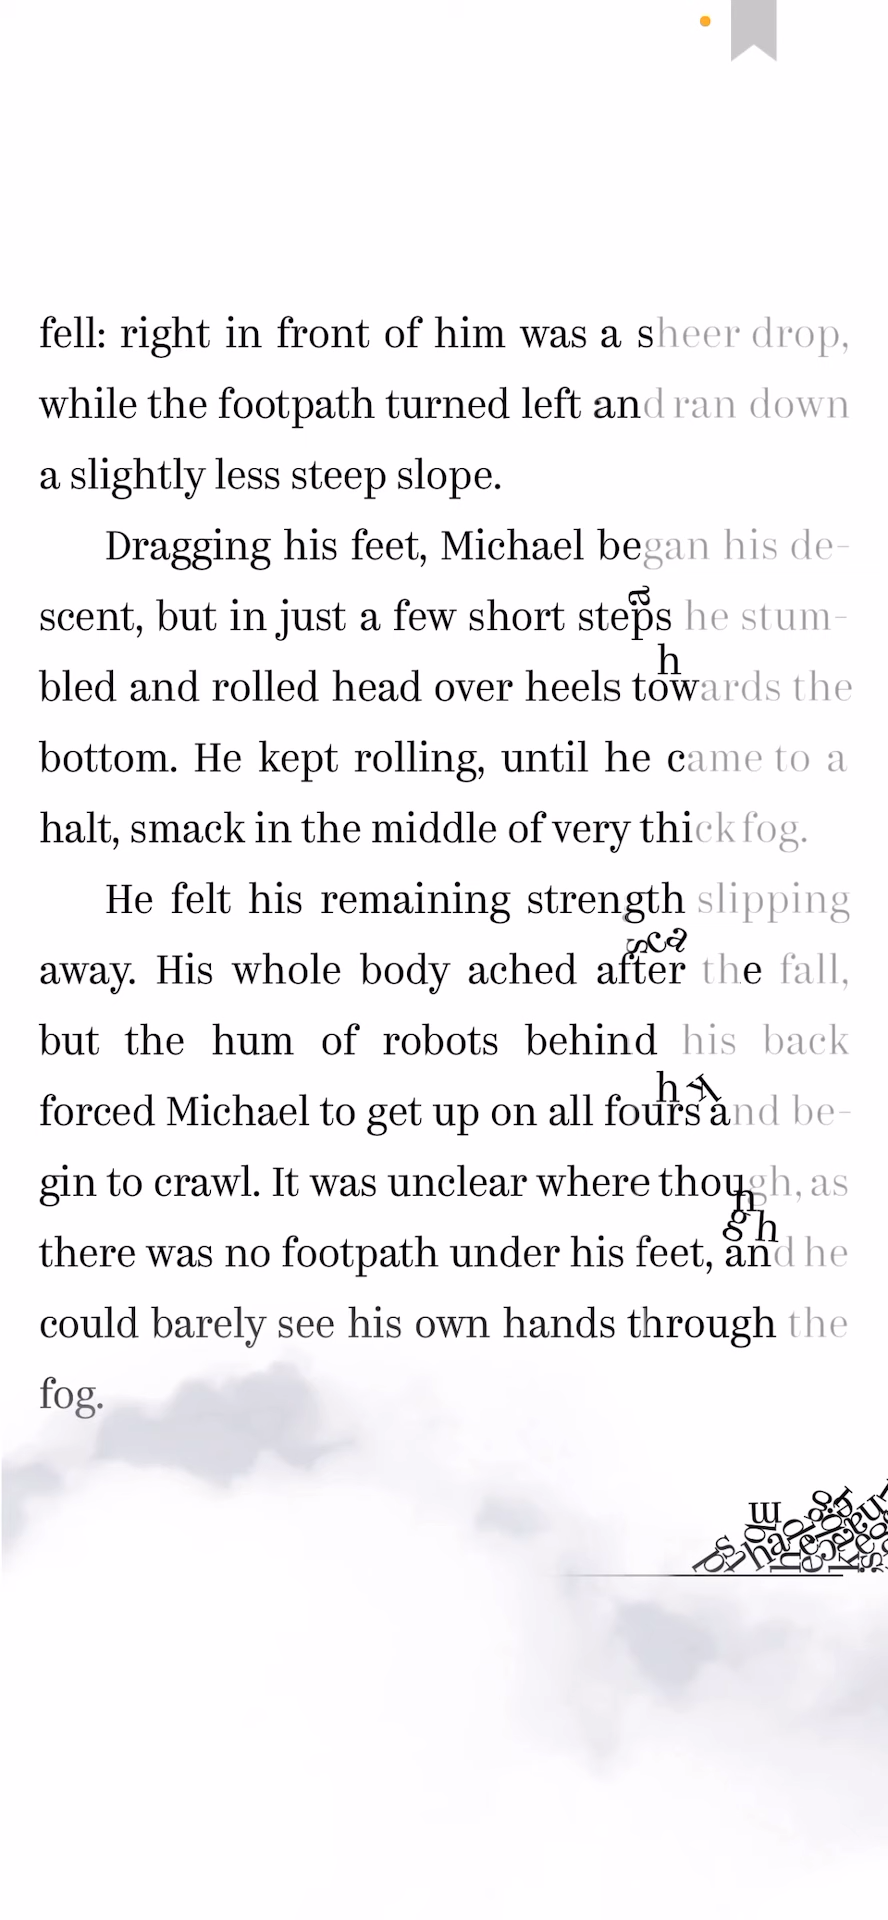 fell: right in front of him was a sheer drop,
while the footpath turned left and ran down
a slightly less steep slope.
Dragging his feet, Michael began his de-
scent, but in just a few short steps he stum-
bled and rolled head over heels towards the
bottom. He kept rolling, until he came to a
halt, smack in the middle of very thick fog.
He felt his remaining strength slipping
away. His whole body ached after the fall,
but the hum of robots behind his back
forced Michael to get up on all fours and be-
gin to crawl. It was unclear where though, as
there was no footpath under his feet, and he
could barely see his own hands through the
fog.